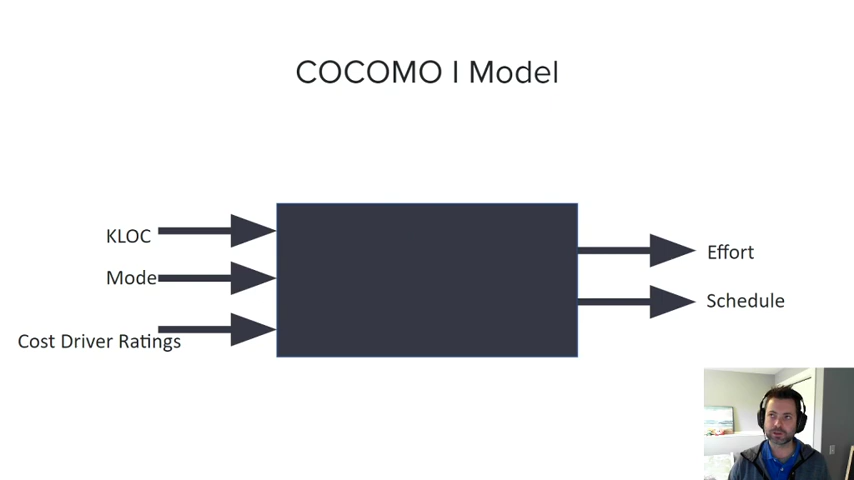 COCOMO I Model
KLOC
Mode
Cost Driver Ratings
Effort
Schedule